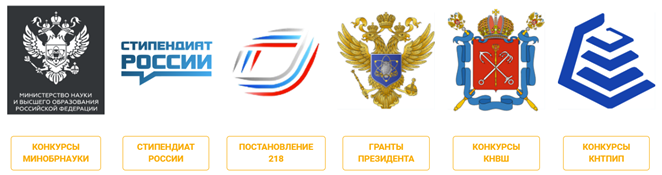 МИНИСТЕРСТВО НАУКИ
И ВЫСШЕГО ОБРАЗОВАНИЯ
РОССИЙСКОЙ ФЕДЕРАЦИИ
СТИПЕНДИАТ
РОССИИ
КОНКУРСЫ
МИНОБРНАУКИ
СТИПЕНДИАТ
РОССИИ
ПОСТАНОВЛЕНИЕ
218
ГРАНТЫ
ПРЕЗИДЕНТА
КОНКУРСЫ
КНВШ
КОНКУРСЫ
КНТПИП